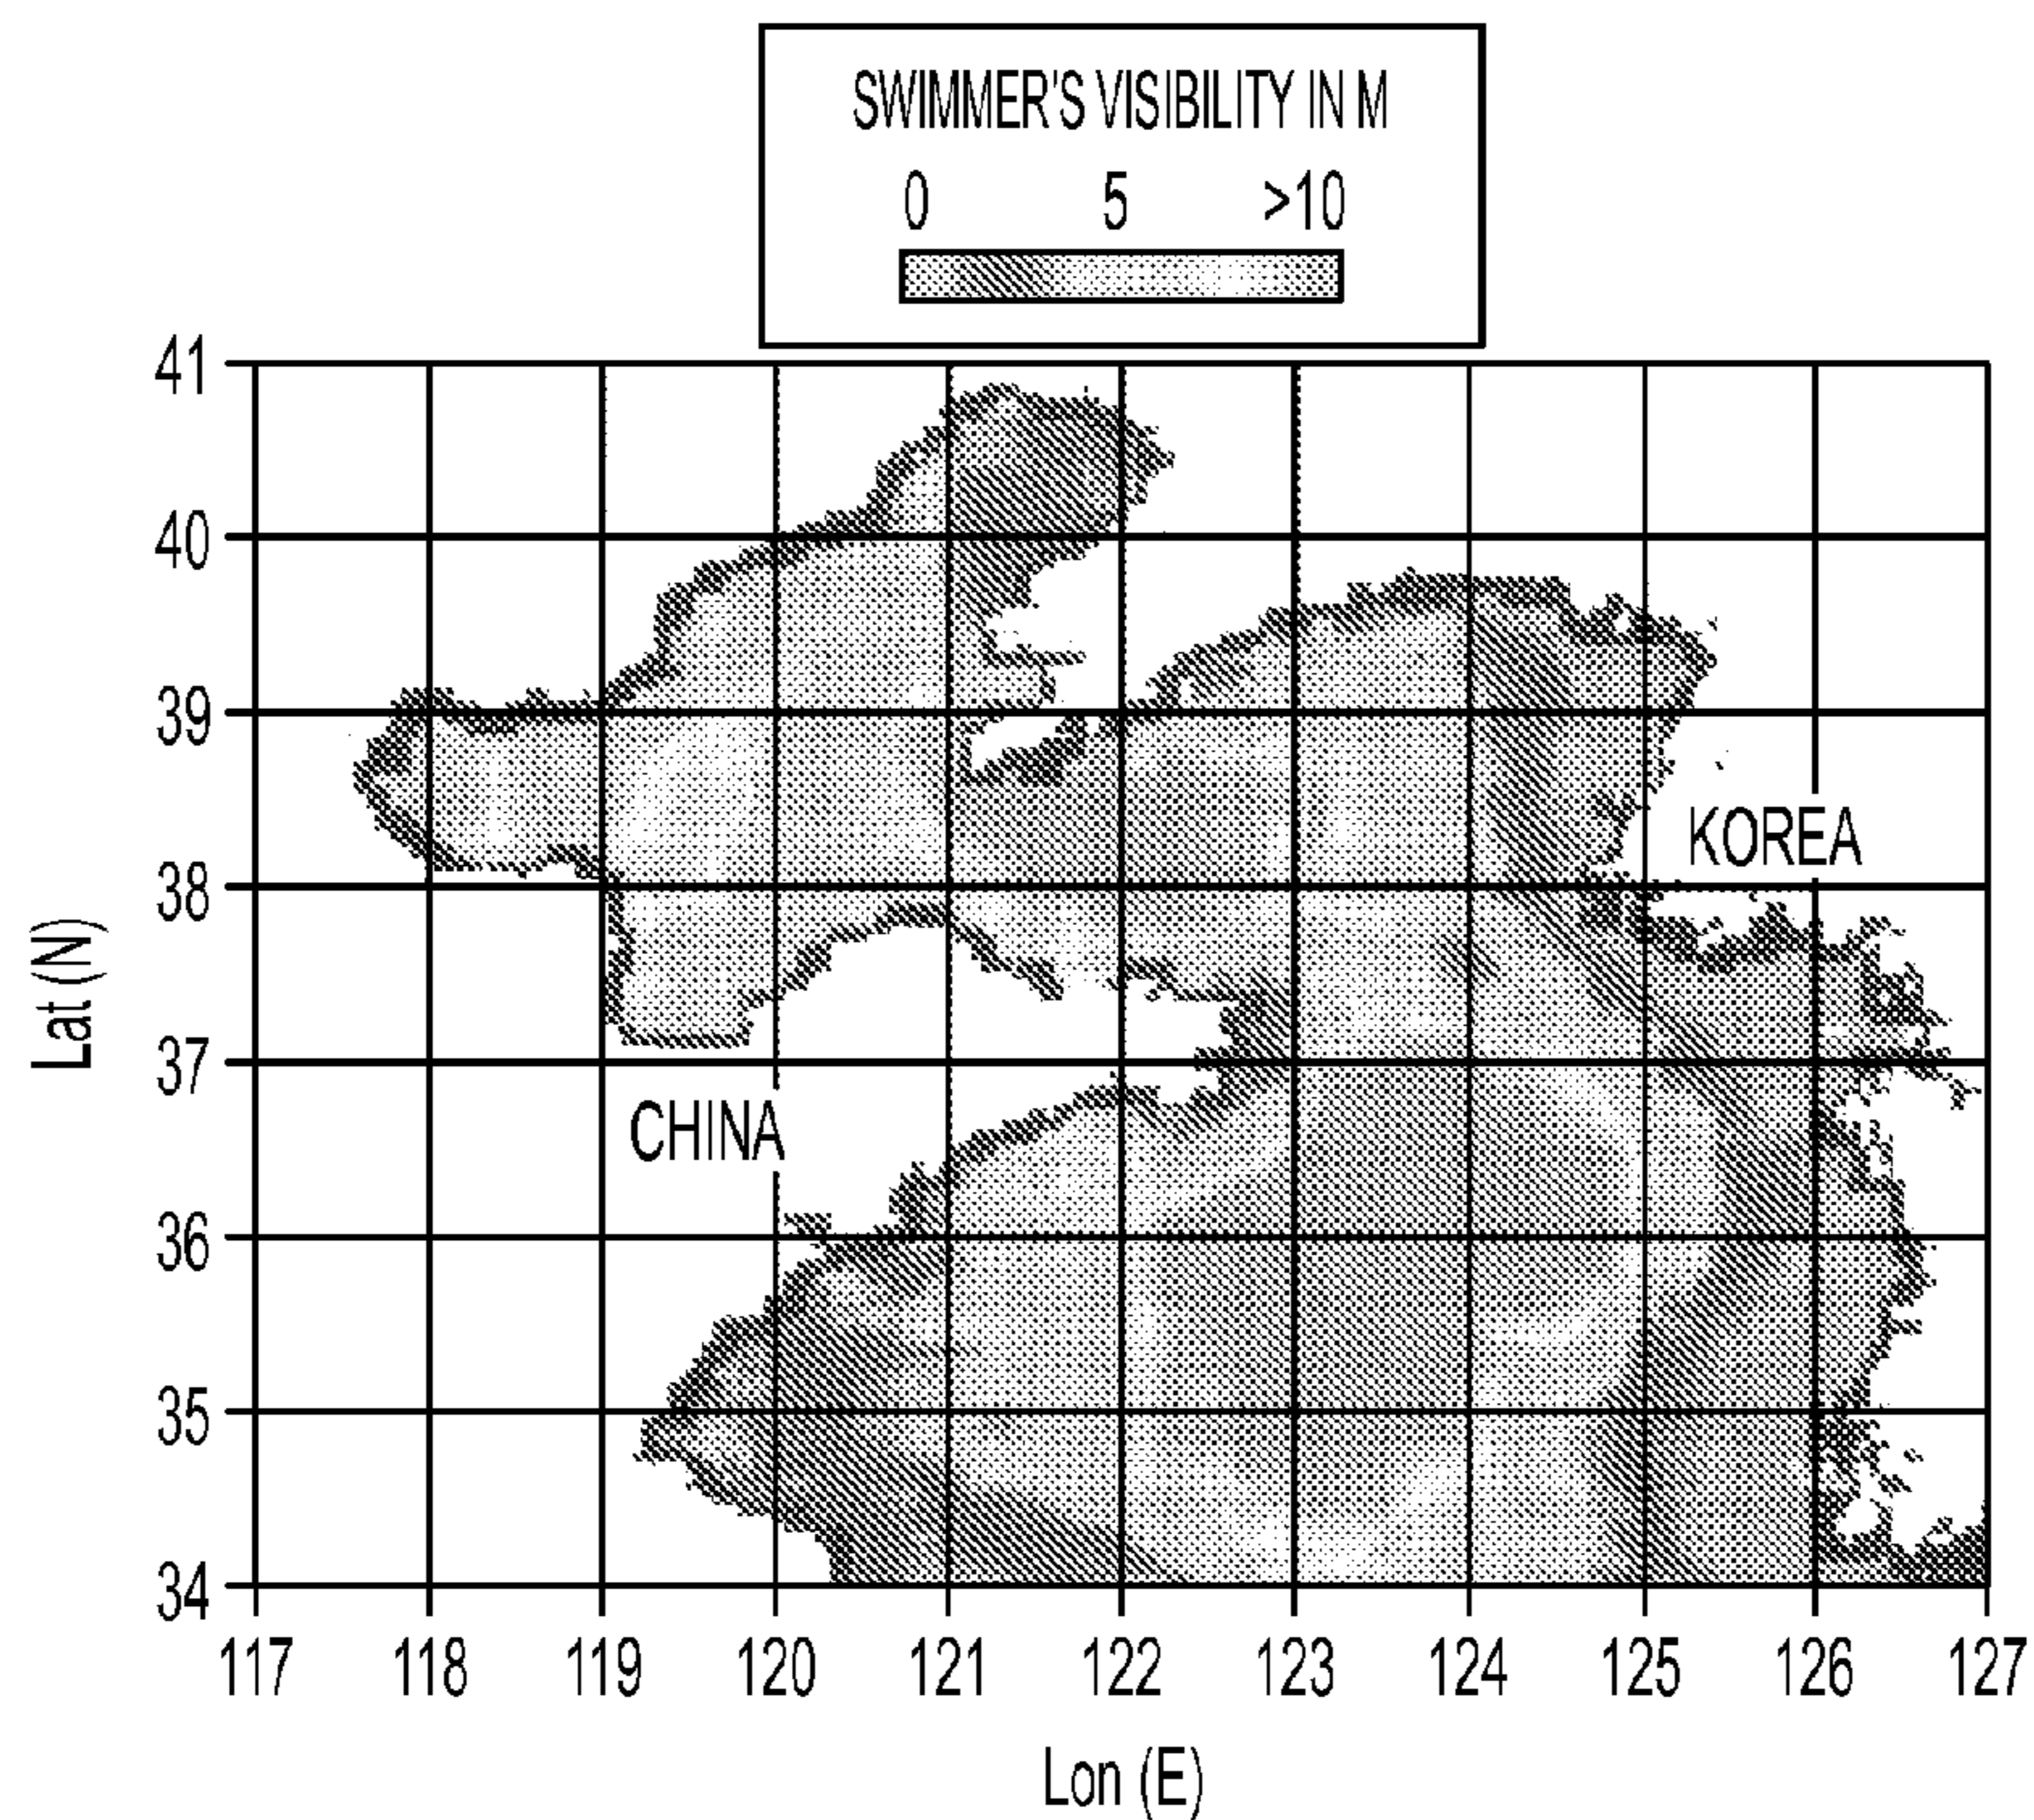 SWIMMER'S VISIBILITY IN M
0 5 >10
41
40
39
38
37
36
35
34
Lat (N)
KOREA
CHINA
117 118 119 120 121 122 123 124 125 126 127
Lon (E)